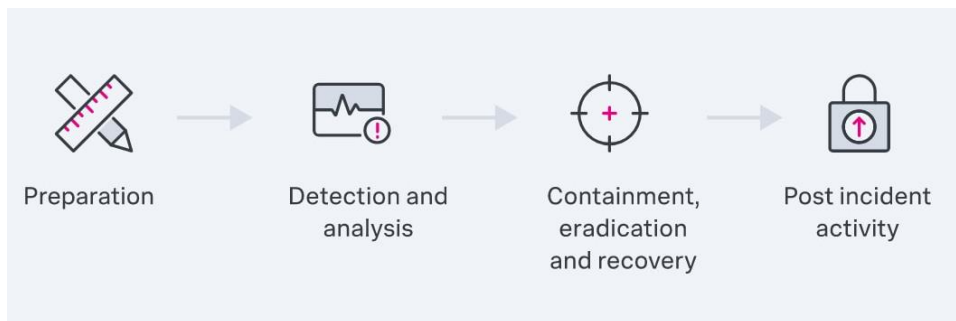 Preparation
Detection and
analysis
Containment,
eradication
and recovery
Post incident
activity